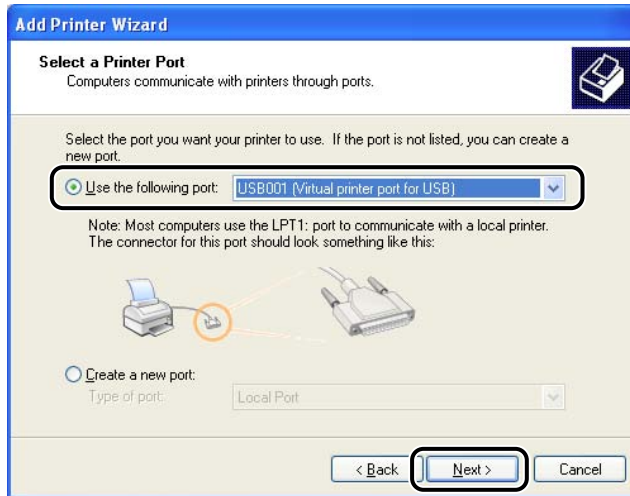 Add Printer Wizard
Select a Printer Port
Computers communicate with printers through ports.
Select the port you want your printer to use. If the port is not listed, you can create a
new port.
Use the following port: USB001 (Virtual printer port for USB)
Note: Most computers use the LPT1: port to communicate with a local printer.
The connector for this port should look something like this:
Create a new port:
Type of port: Local Port
< Back Next > Cancel